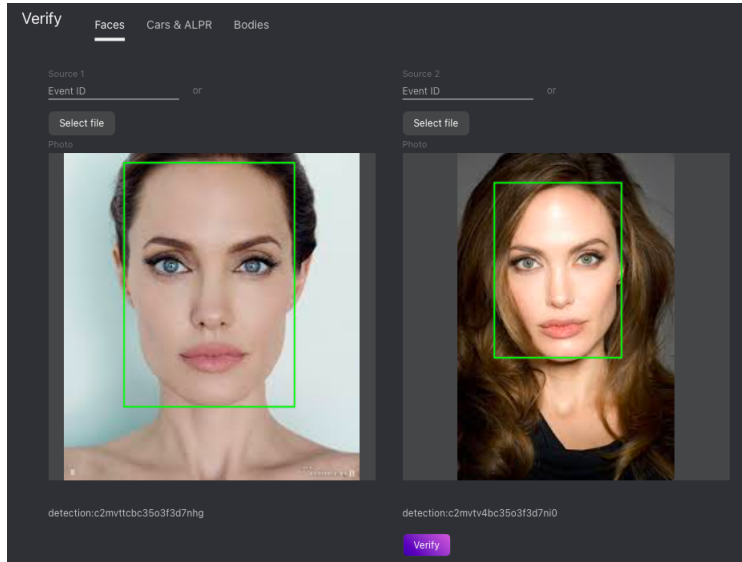 Verify
Faces Cars & ALPR Bodies
Source 1
Event ID or
Select file
Photo
detection:c2mvttcbc35o3f3d7nhg
Source 2
Event ID or
Select file
Photo
detection:c2mvtv4bc35o3f3d7ni0
Verify